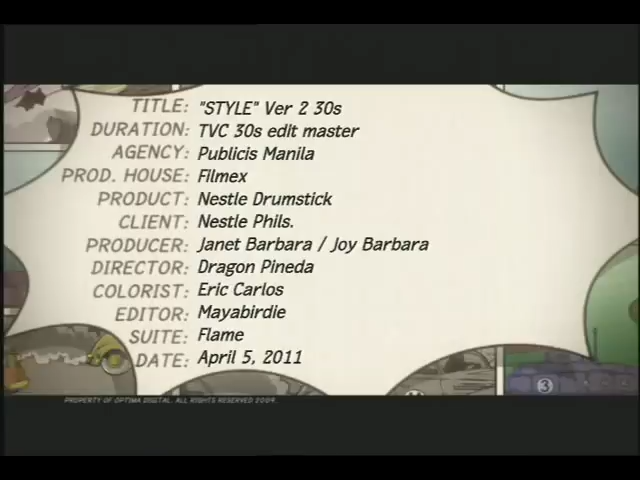 TITLE: "STYLE" Ver 2 30s
DURATION: TVC 30s edit master
AGENCY: Publicis Manila
PROD. HOUSE: Filmex
PRODUCT: Nestle Drumstick
CLIENT: Nestle Phils.
PRODUCER: Janet Barbara / Joy Barbara
DIRECTOR: Dragon Pineda
COLORIST: Eric Carlos
EDITOR: Mayabirdie
SUITE: Flame
DATE: April 5, 2011
3
PROPERTY OF OPTIMA DIGITAL. ALL RIGHTS RESERVED 2009.